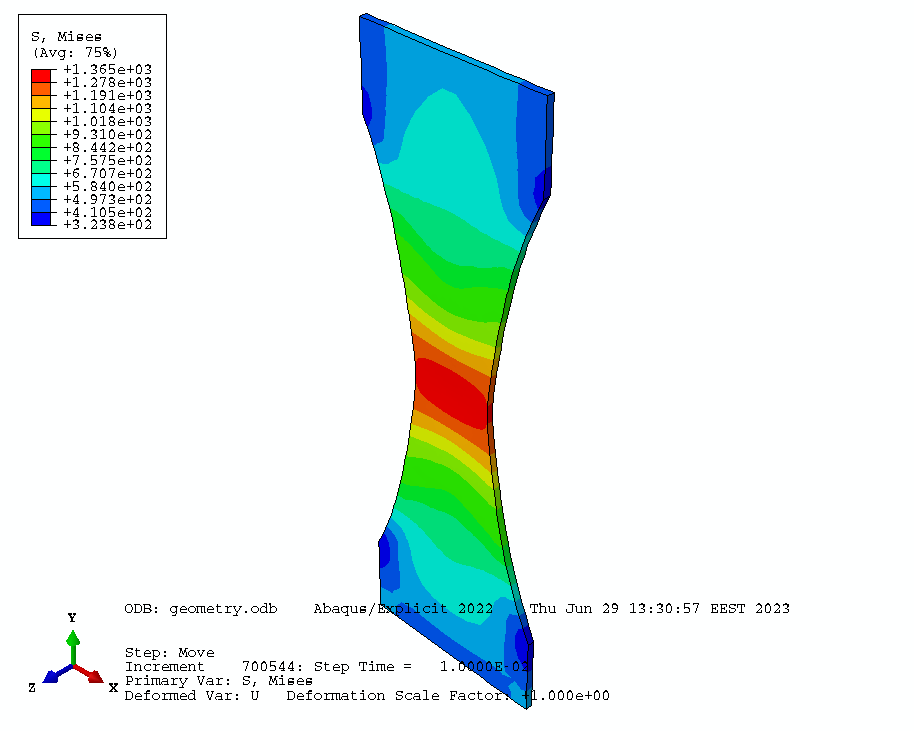 S, Mises
(Avg: 75%)
+1.365e+03
+1.278e+03
+1.191e+03
+1.104e+03
+1.018e+03
+9.310e+02
+8.442e+02
+7.575e+02
+6.707e+02
+5.840e+02
+4.973e+02
+4.105e+02
+3.238e+02
ODB: geometry.odb Abaqus/Explicit 2022 Thu Jun 29 13:30:57 EEST 2023
Y
Z
X
Step: Move
Increment 700544: Step Time = 1.0000E-02
Primary Var: S, Mises
Deformed Var: U Deformation Scale Factor: +1.000e+00